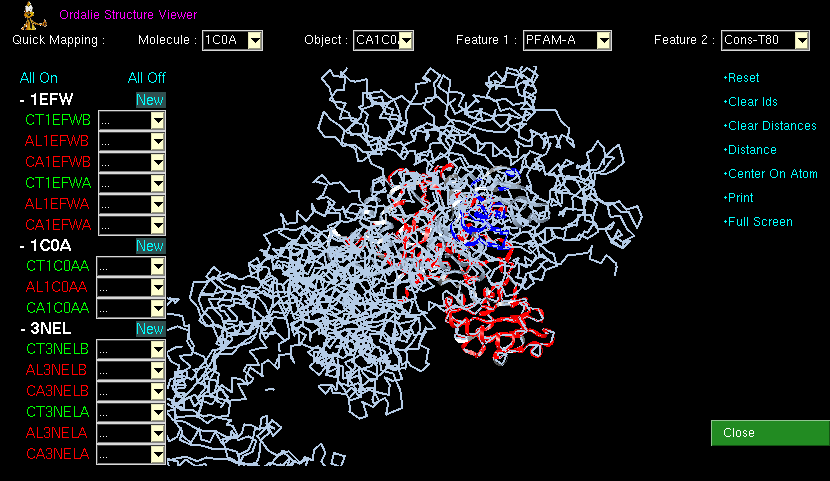 Ordalie Structure Viewer
Quick Mapping : Molecule : 1C0A Object : CA1C0A Feature 1 : PFAM-A Feature 2 : Cons-T80
All On All Off
- 1EFW New
CT1EFWB ...
AL1EFWB ...
CA1EFWB ...
CT1EFWA ...
AL1EFWA ...
CA1EFWA ...
- 1C0A New
CT1C0AA ...
AL1C0AA ...
CA1C0AA ...
- 3NEL New
CT3NELB ...
AL3NELB ...
CA3NELB ...
CT3NELA ...
AL3NELA ...
CA3NELA ...
Reset
Clear Ids
Clear Distances
Distance
Center On Atom
Print
Full Screen
Close